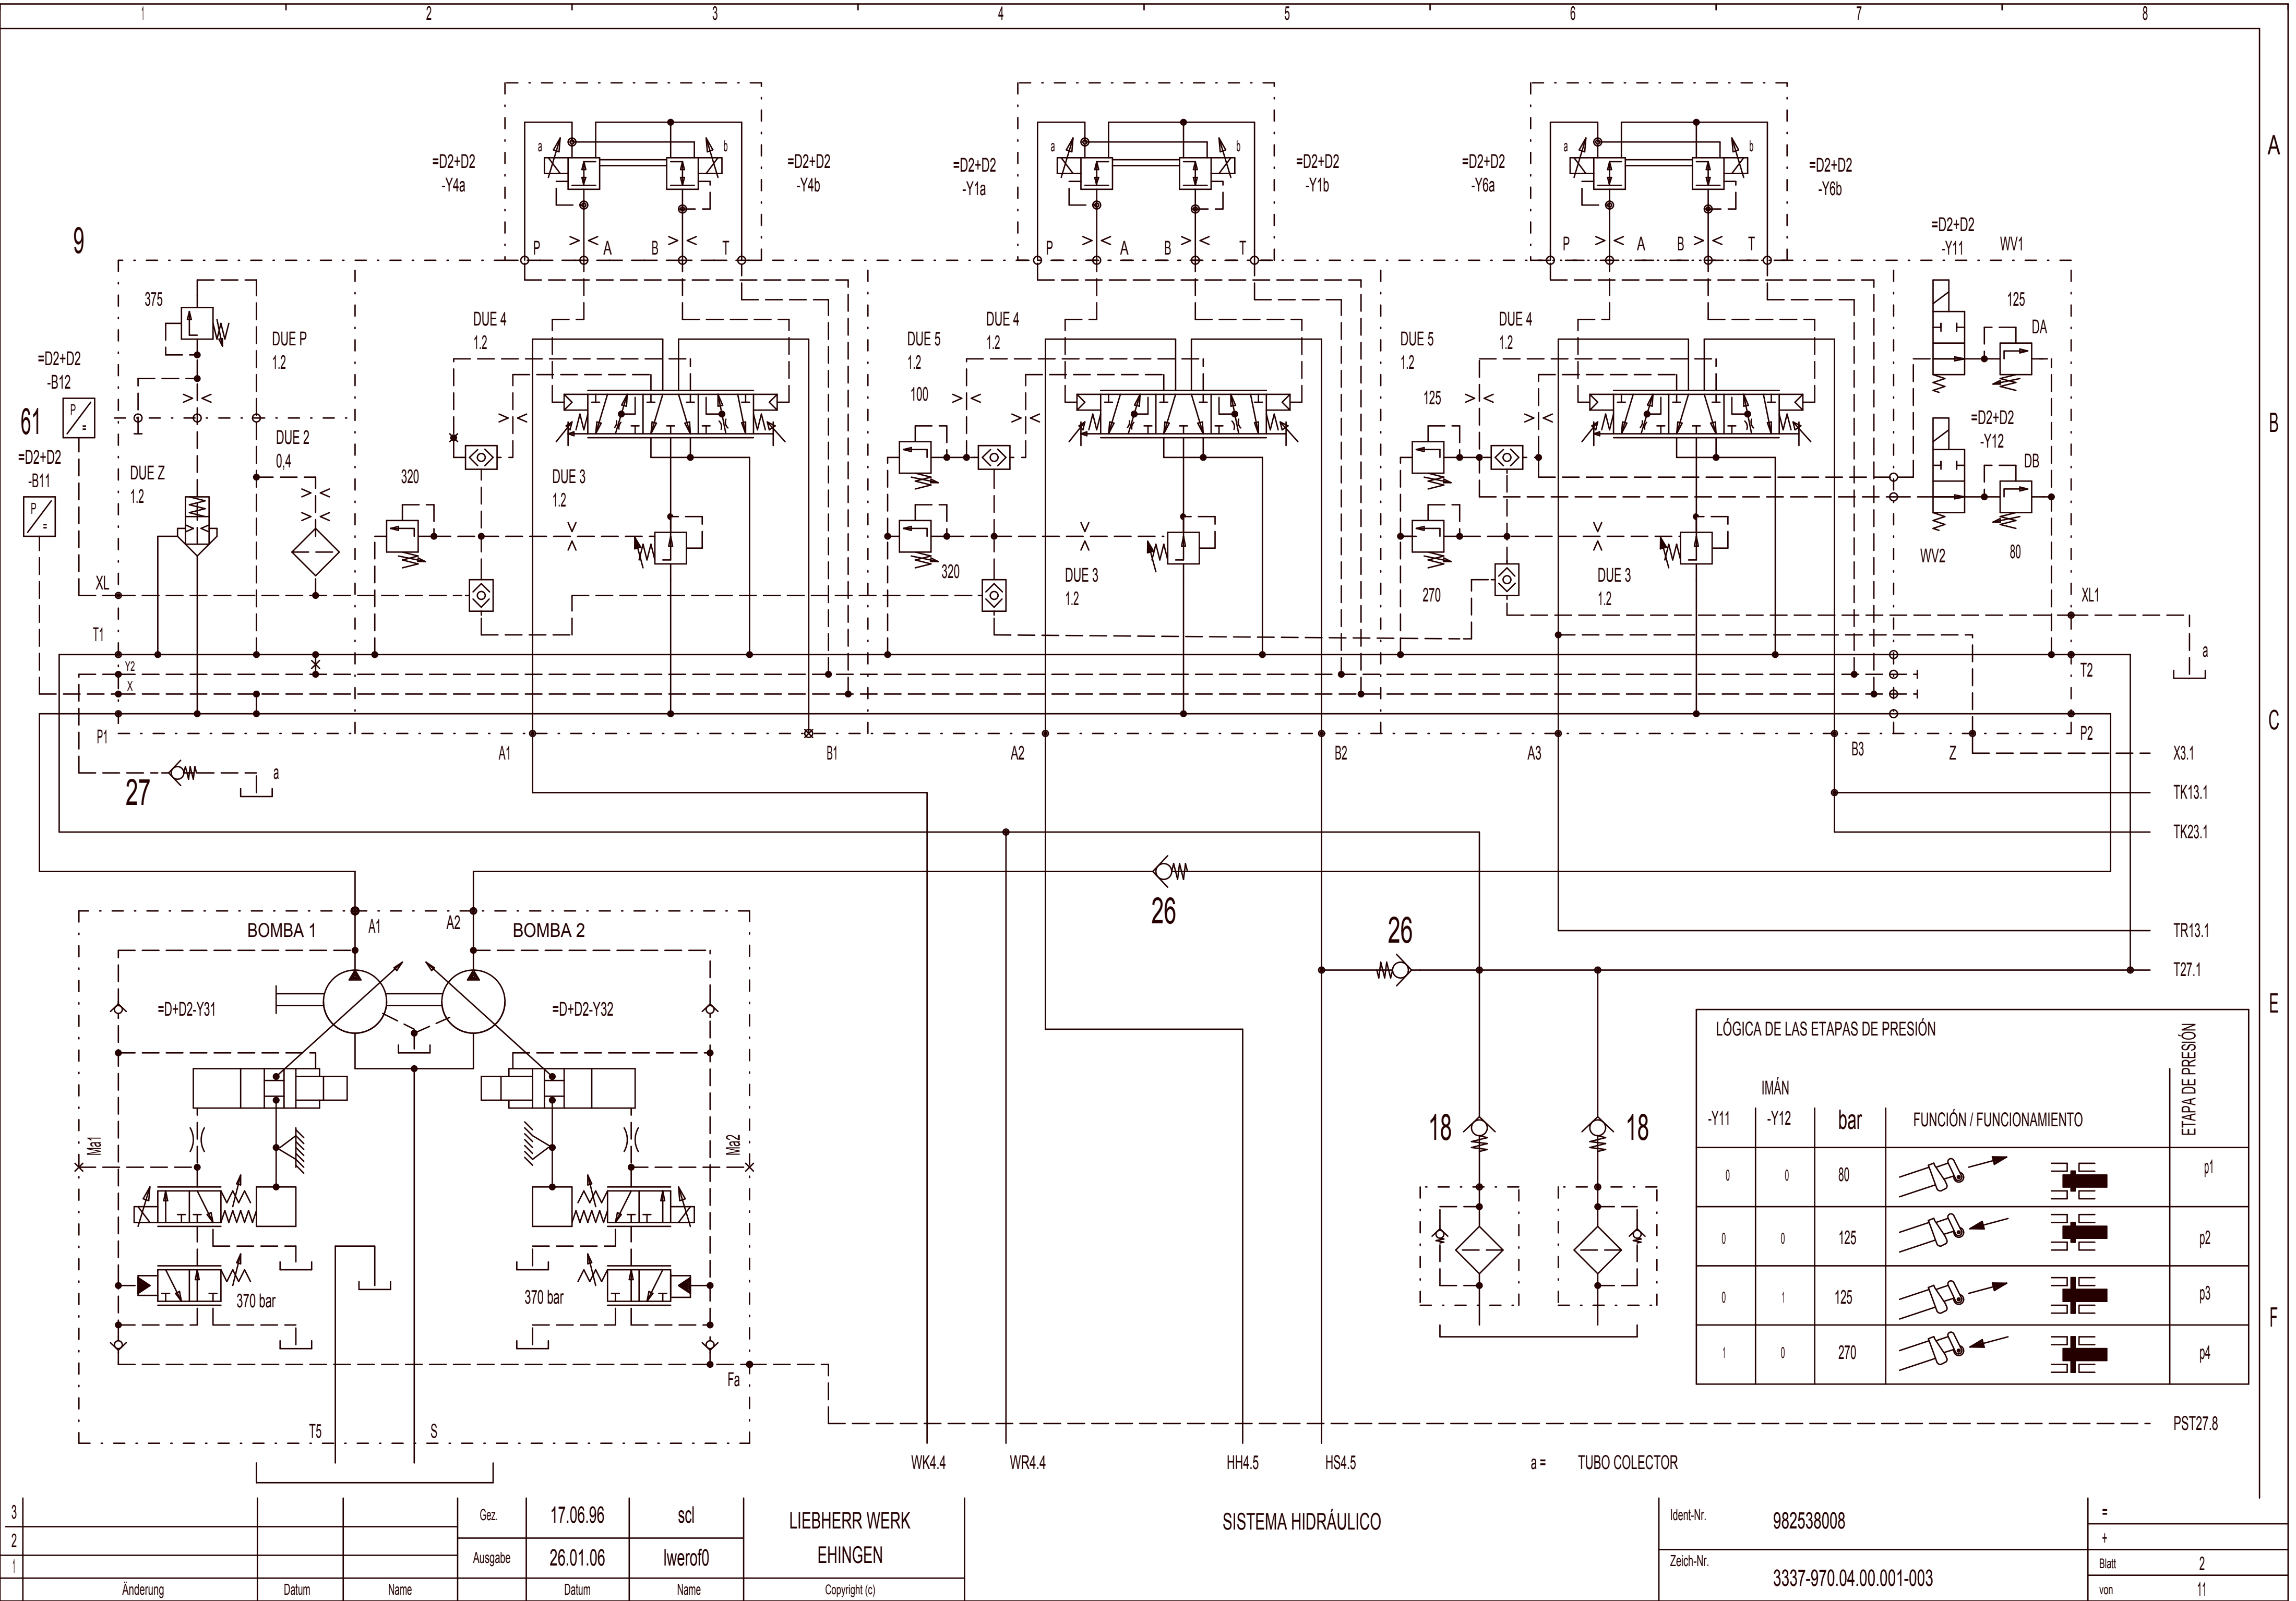 1 2 3 4 5 6 7 8
A
B
C
E
F
=D2+D2
-Y4a
a
b
=D2+D2
-Y4b
=D2+D2
-Y1a
a
b
=D2+D2
-Y1b
=D2+D2
-Y6a
a
b
=D2+D2
-Y6b
P A B T
P A B T
P A B T
9
=D2+D2
-Y11
WV1
375
DUE P
1.2
DUE 4
1.2
DUE 5
1.2
DUE 4
1.2
DUE 5
1.2
DUE 4
1.2
125
DA
=D2+D2
-B12
P
=
61
=D2+D2
-B11
P
=
100
125
=D2+D2
-Y12
DUE 2
0,4
DUE Z
1.2
320
DUE 3
1.2
DB
320
DUE 3
1.2
270
DUE 3
1.2
WV2
80
XL
XL1
T1
Y2
X
a
T2
P1
A1
B1
A2
B2
A3
B3
Z
P2
X3.1
27
a
TK13.1
TK23.1
26
26
BOMBA 1
A1
A2
BOMBA 2
TR13.1
T27.1
=D+D2-Y31
=D+D2-Y32
Ma1
Ma2
370 bar
370 bar
Fa
T5
S
18
18
LÓGICA DE LAS ETAPAS DE PRESIÓN
ETAPA DE PRESIÓN
IMÁN
-Y11 -Y12 bar FUNCIÓN / FUNCIONAMIENTO
0 0 80 p1
0 0 125 p2
0 1 125 p3
1 0 270 p4
PST27.8
WK4.4
WR4.4
HH4.5
HS4.5
a = TUBO COLECTOR
3
2
1
Änderung
Datum
Name
Gez.
17.06.96
scl
Ausgabe
26.01.06
lwerof0
Datum
Name
LIEBHERR WERK
EHINGEN
Copyright (c)
SISTEMA HIDRÁULICO
Ident-Nr.
982538008
Zeich-Nr.
3337-970.04.00.001-003
=
+
Blatt 2
von 11